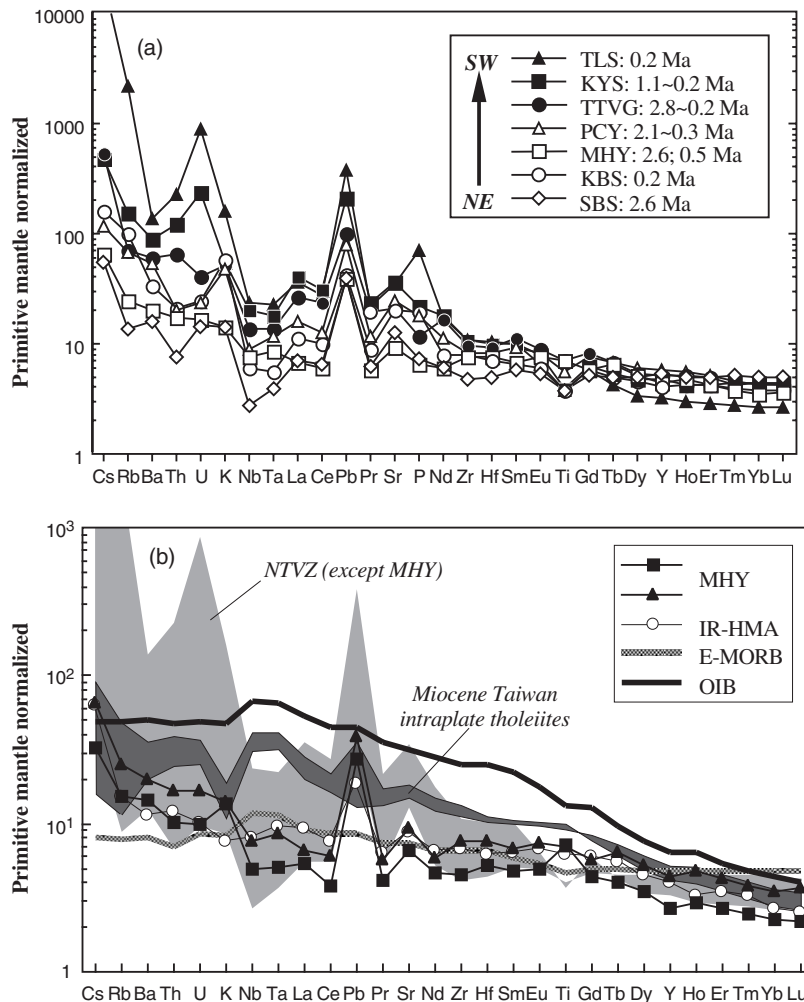 (a)
10000
1000
100
10
1
Primitive mantle normalized
SW
NE
TLS: 0.2 Ma
KYS: 1.1~0.2 Ma
TTVG: 2.8~0.2 Ma
PCY: 2.1~0.3 Ma
MHY: 2.6; 0.5 Ma
KBS: 0.2 Ma
SBS: 2.6 Ma
Cs Rb Ba Th U K Nb Ta La Ce Pb Pr Sr P Nd Zr Hf Sm Eu Ti Gd Tb Dy Y Ho Er Tm Yb Lu
(b)
10³
10²
10¹
1
Primitive mantle normalized
NTVZ (except MHY)
Miocene Taiwan
intraplate tholeiites
MHY
IR-HMA
E-MORB
OIB
Cs Rb Ba Th U K Nb Ta La Ce Pb Pr Sr Nd Zr Hf Sm Eu Ti Gd Tb Dy Y Ho Er Tm Yb Lu